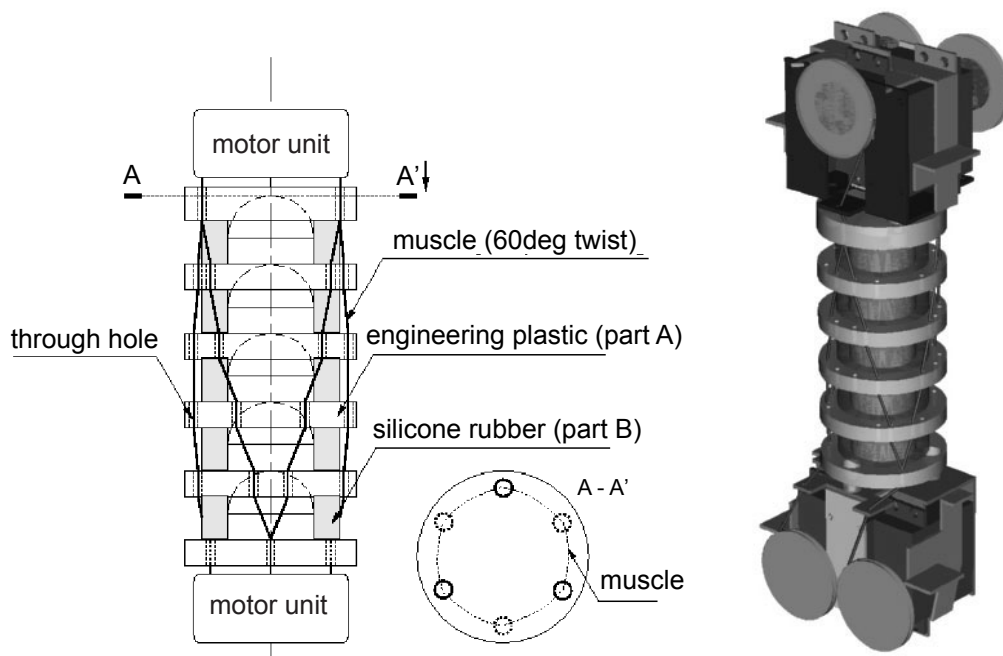 motor unit
A
A’
muscle (60deg twist)
through hole
engineering plastic (part A)
silicone rubber (part B)
A - A’
muscle
motor unit